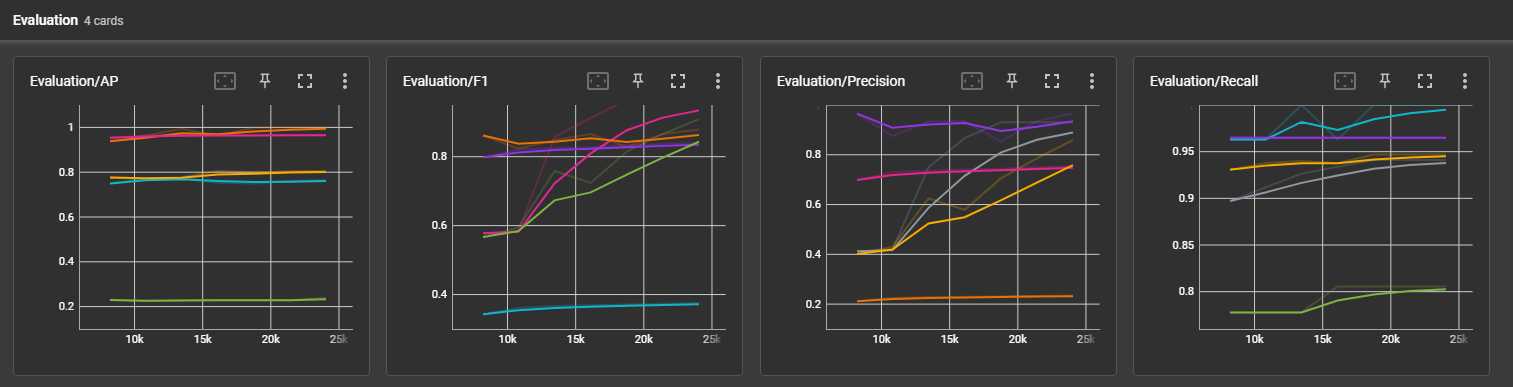 Evaluation 4 cards
Evaluation/AP
1
0.8
0.6
0.4
0.2
10k 15k 20k 25k
Evaluation/F1
0.8
0.6
0.4
10k 15k 20k 25k
Evaluation/Precision
0.8
0.6
0.4
0.2
10k 15k 20k 25k
Evaluation/Recall
0.95
0.9
0.85
0.8
10k 15k 20k 25k